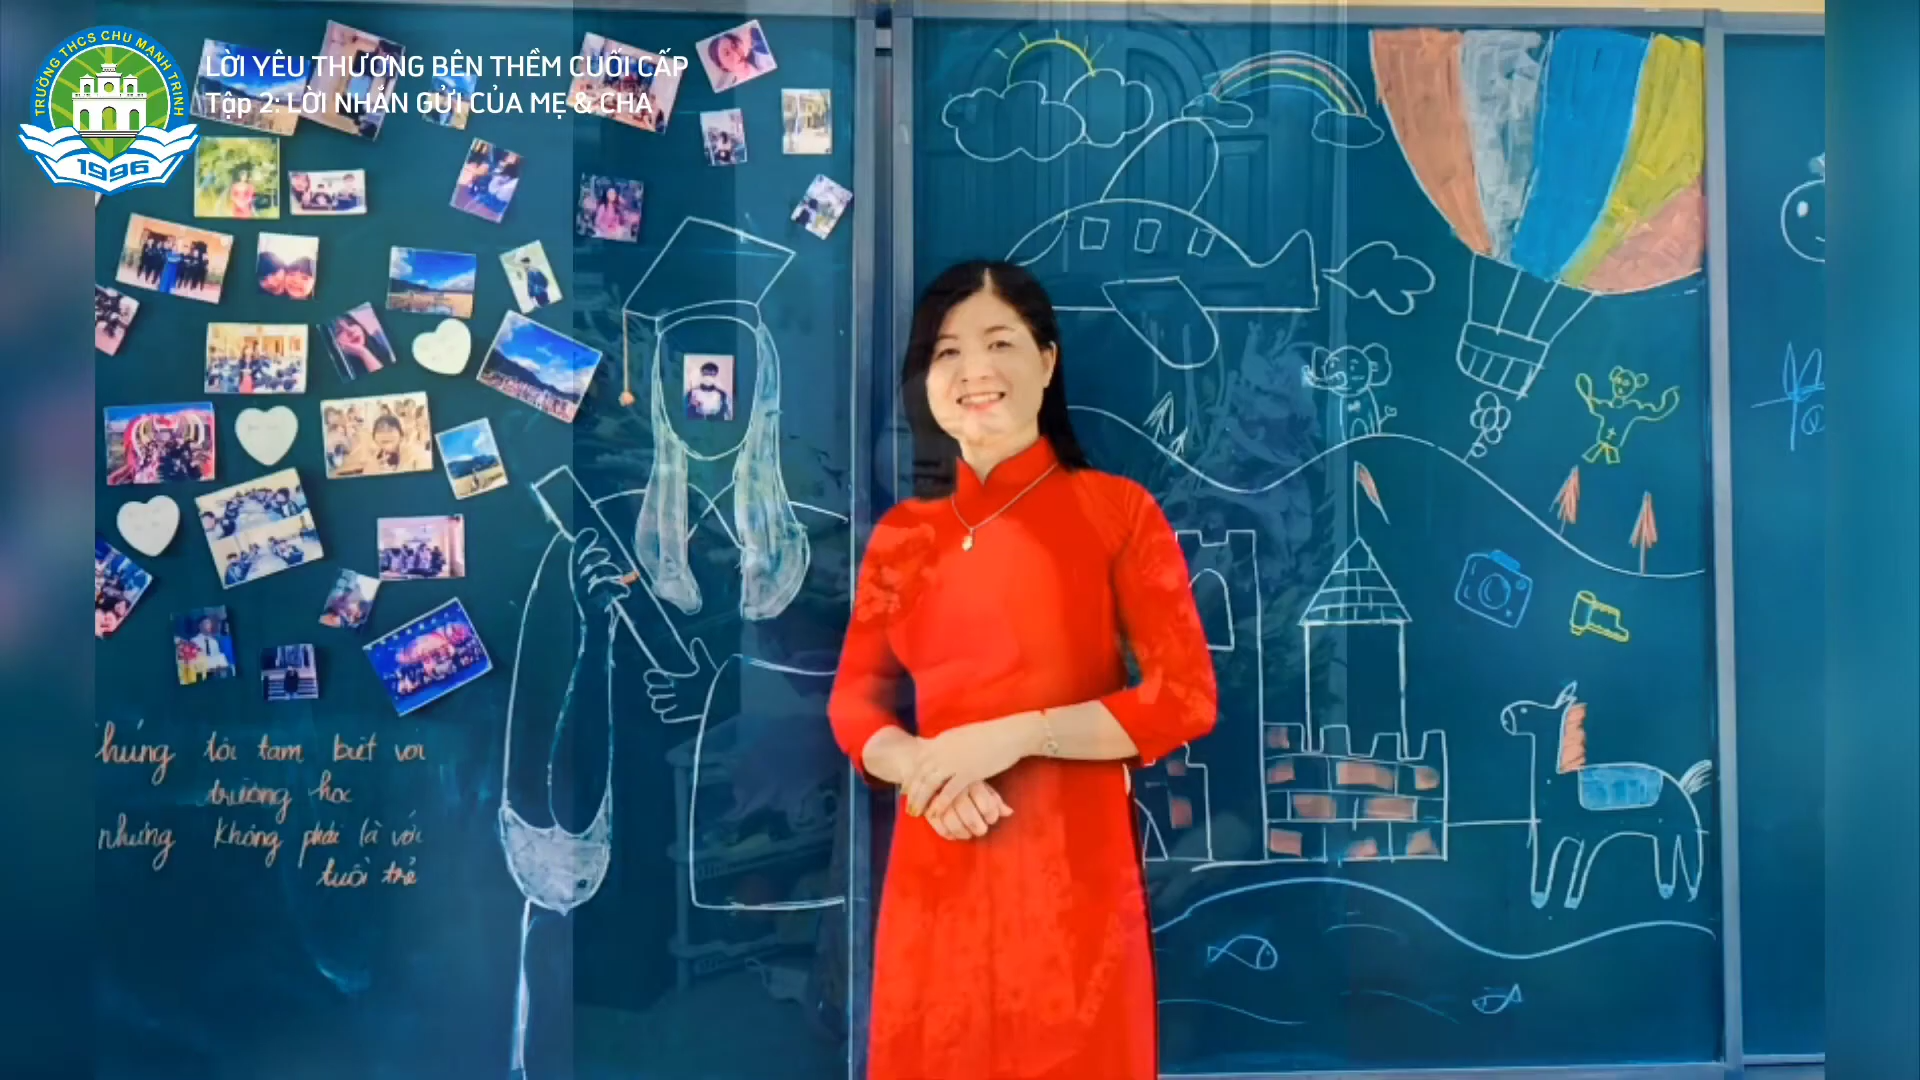 TRƯỜNG THCS CHU MẠNH TRINH
1996
LỜI YÊU THƯƠNG BÊN THỀM CUỐI CẤP
Tập 2: LỜI NHẮN GỬI CỦA MẸ & CHA
húng tôi tạm biệt với
trường học
nhưng không phải là với
tuổi trẻ